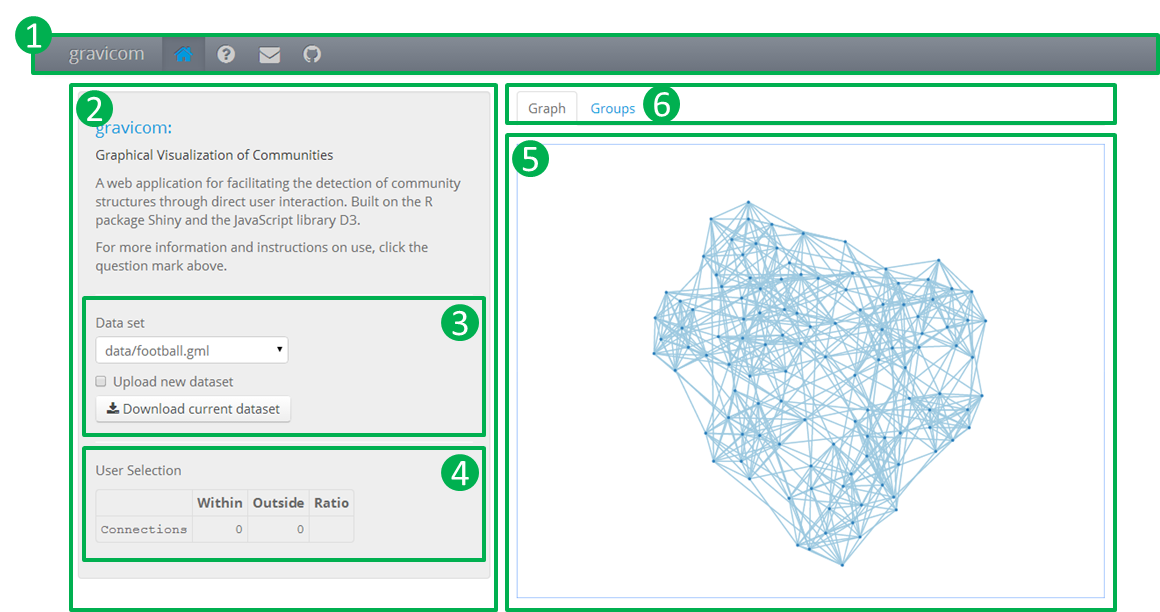 1
gravicom
2
gravicom:
Graphical Visualization of Communities
A web application for facilitating the detection of community
structures through direct user interaction. Built on the R
package Shiny and the JavaScript library D3.
For more information and instructions on use, click the
question mark above.
3
Data set
data/football.gml
Upload new dataset
Download current dataset
4
User Selection
Within Outside Ratio
Connections 0 0
6
Graph Groups
5